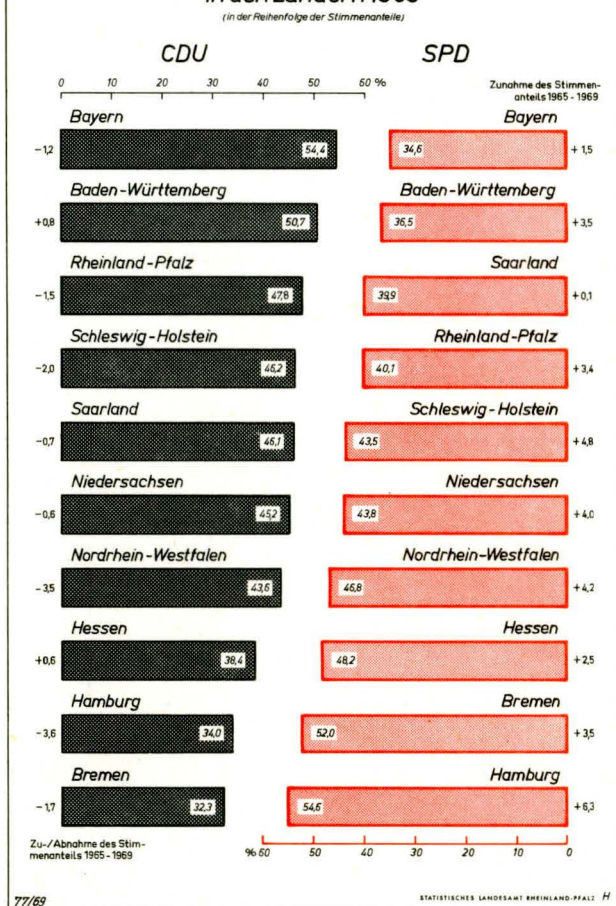 (in der Reihenfolge der Stimmenanteile)
CDU SPD
0 10 20 30 40 50 60 % Zunahme des Stimmen-
anteils 1965 - 1969
Bayern Bayern
-1,2 54,4 34,6 + 1,5
Baden-Württemberg Baden-Württemberg
+0,8 50,7 36,5 + 3,5
Rheinland-Pfalz Saarland
-1,5 47,8 39,9 + 0,1
Schleswig-Holstein Rheinland-Pfalz
-2,0 46,2 40,1 + 3,4
Saarland Schleswig-Holstein
-0,7 46,1 43,5 + 4,8
Niedersachsen Niedersachsen
-0,6 45,2 43,8 + 4,0
Nordrhein-Westfalen Nordrhein-Westfalen
-3,5 43,6 46,8 + 4,2
Hessen Hessen
+0,6 38,4 48,2 + 2,5
Hamburg Bremen
-3,6 34,0 52,0 + 3,5
Bremen Hamburg
-1,7 32,3 54,6 + 6,3
Zu-/Abnahme des Stim-
menanteils 1965-1969 % 60 50 40 30 20 10 0
77/69 STATISTISCHES LANDESAMT RHEINLAND-PFALZ H